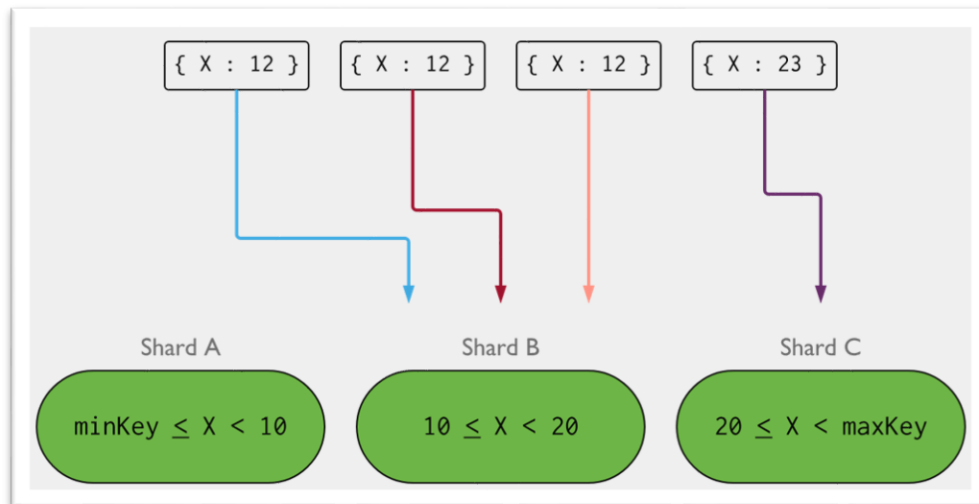 { X : 12 }
{ X : 12 }
{ X : 12 }
{ X : 23 }
Shard A
Shard B
Shard C
minKey ≤ X < 10
10 ≤ X < 20
20 ≤ X < maxKey